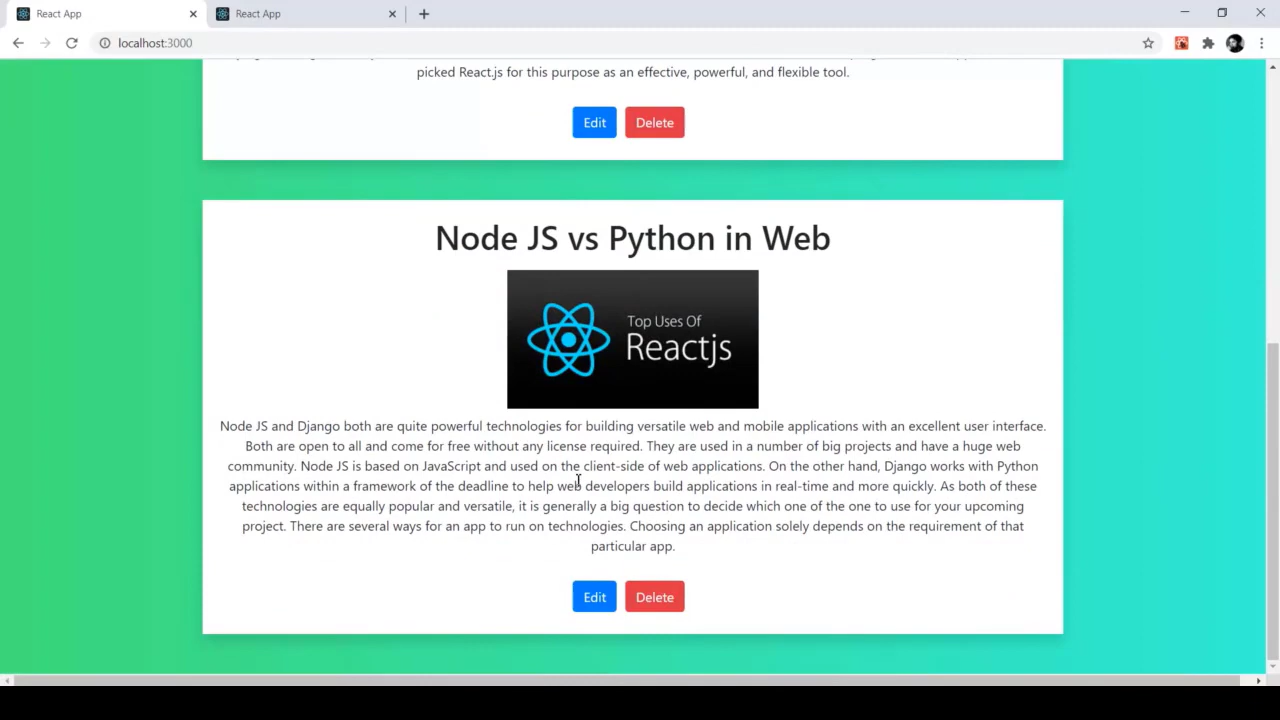 React App
React App
localhost:3000
picked React.js for this purpose as an effective, powerful, and flexible tool.
Edit
Delete
Node JS vs Python in Web
Top Uses Of
Reactjs
Node JS and Django both are quite powerful technologies for building versatile web and mobile applications with an excellent user interface.
Both are open to all and come for free without any license required. They are used in a number of big projects and have a huge web
community. Node JS is based on JavaScript and used on the client-side of web applications. On the other hand, Django works with Python
applications within a framework of the deadline to help web developers build applications in real-time and more quickly. As both of these
technologies are equally popular and versatile, it is generally a big question to decide which one of the one to use for your upcoming
project. There are several ways for an app to run on technologies. Choosing an application solely depends on the requirement of that
particular app.
Edit
Delete